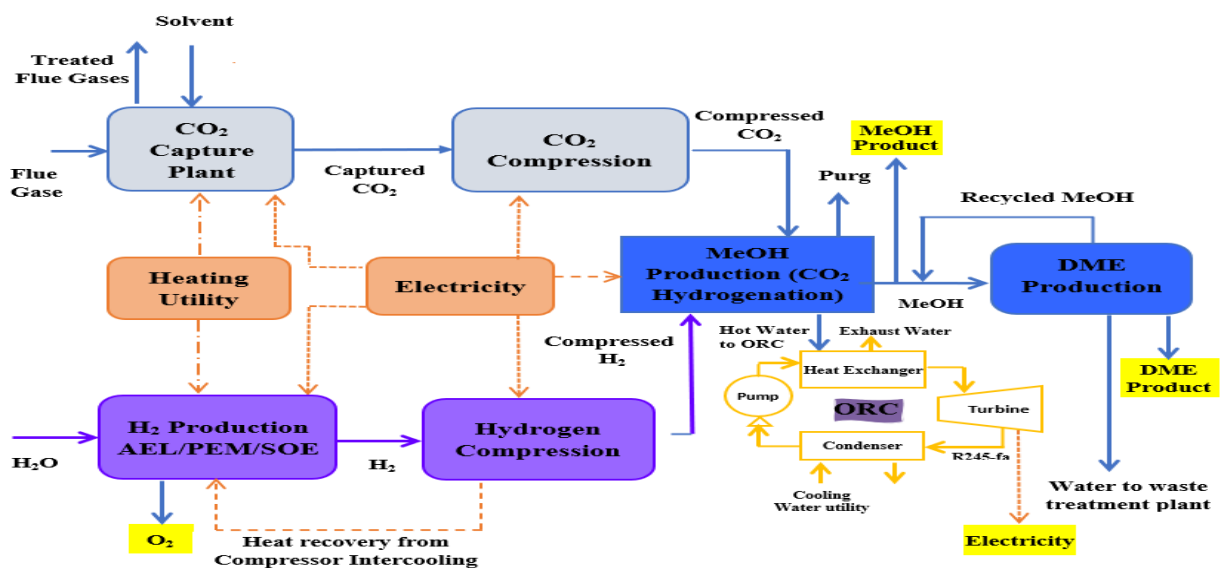 Solvent
Treated
Flue Gases
CO₂
Capture
Plant
Flue
Gase
Captured
CO₂
CO₂
Compression
Compressed
CO₂
MeOH
Product
Purg
Recycled MeOH
Heating
Utility
Electricity
MeOH
Production (CO₂
Hydrogenation)
MeOH
DME
Production
Compressed
H₂
Hot Water
to ORC
Exhaust Water
Heat Exchanger
Pump
ORC
Turbine
Condenser
R245-fa
Cooling
Water utility
DME
Product
H₂O
H₂ Production
AEL/PEM/SOE
H₂
Hydrogen
Compression
Water to waste
treatment plant
O₂
Heat recovery from
Compressor Intercooling
Electricity